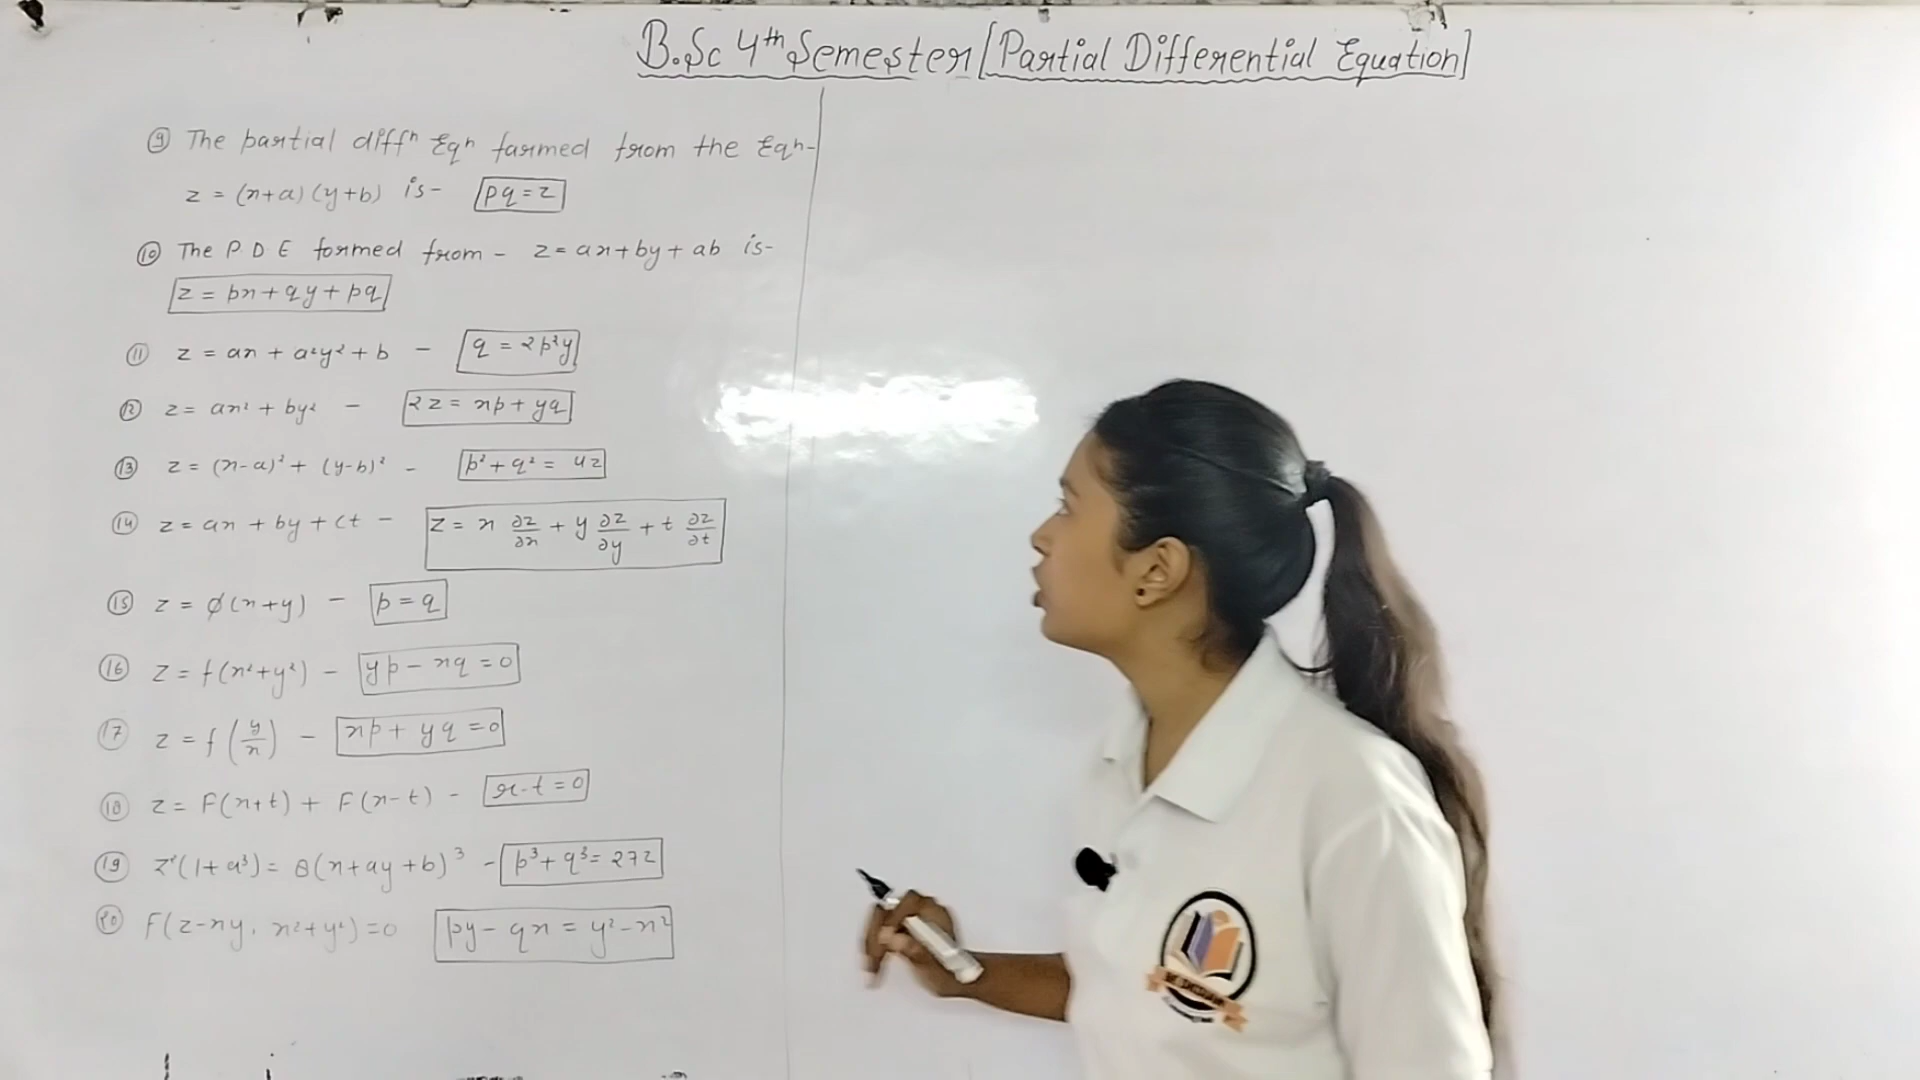 B.Sc 4th Semester [Partial Differential Equation]
⑨ The partial diffn Eqn farmed from the Eqn-
z = (x+a) (y+b) is- pq = z
⑩ The P D E formed from - z = ax + by + ab is-
z = px + qy + pq
⑪ z = ax + a²y² + b - q = 2p²y
⑫ z = ax² + by² - 2z = xp + yq
⑬ z = (x-a)² + (y-b)² - p² + q² = 4z
⑭ z = ax + by + ct - z = x ∂z/∂x + y ∂z/∂y + t ∂z/∂t
⑮ z = φ(x+y) - p = q
⑯ z = f(x²+y²) - yp - xq = 0
⑰ z = f(y/x) - xp + yq = 0
⑱ z = F(x+t) + F(x-t) - r-t = 0
⑲ z²(1+a³) = 8(x+ay+b)³ - p³ + q³ = 27z
⑳ F(z-xy, x²+y²) = 0 py - qx = y² - x²